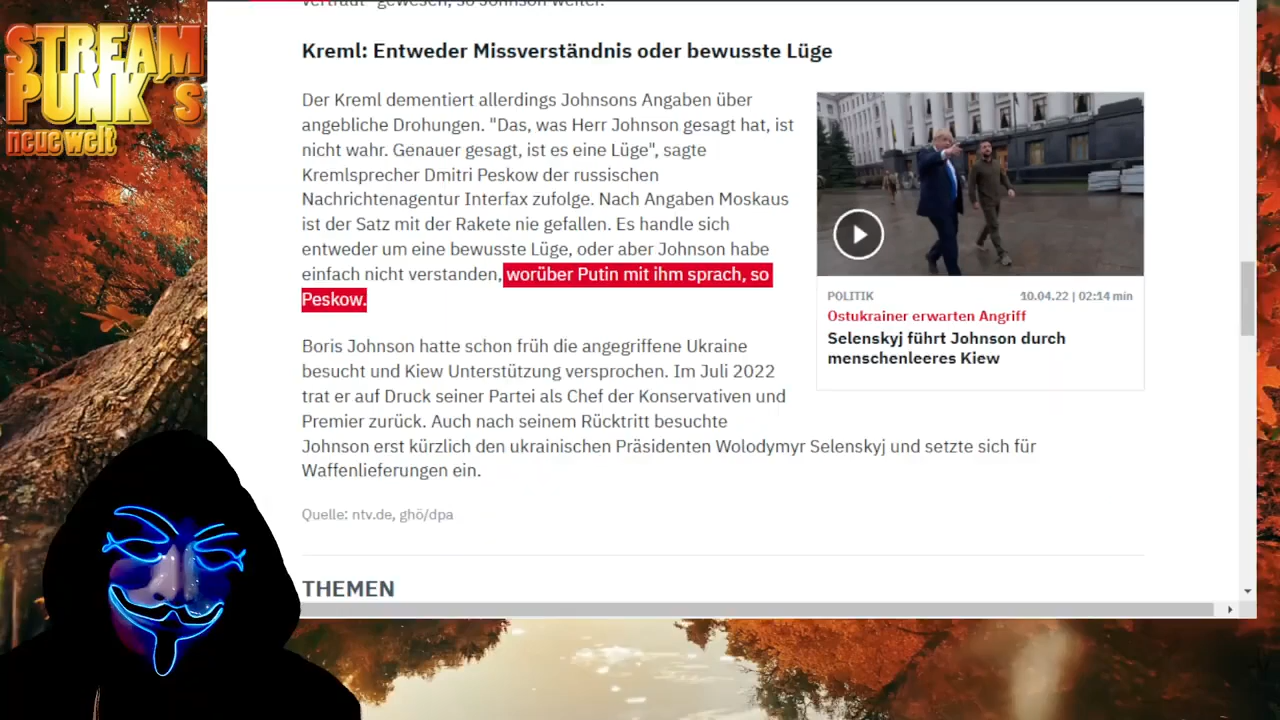 STREAM
PUNK´s
neue welt
vertraut" gewesen, so Johnson weiter.
Kreml: Entweder Missverständnis oder bewusste Lüge
Der Kreml dementiert allerdings Johnsons Angaben über
angebliche Drohungen. "Das, was Herr Johnson gesagt hat, ist
nicht wahr. Genauer gesagt, ist es eine Lüge", sagte
Kremlsprecher Dmitri Peskow der russischen
Nachrichtenagentur Interfax zufolge. Nach Angaben Moskaus
ist der Satz mit der Rakete nie gefallen. Es handle sich
entweder um eine bewusste Lüge, oder aber Johnson habe
einfach nicht verstanden, worüber Putin mit ihm sprach, so
Peskow.
POLITIK
10.04.22 | 02:14 min
Ostukrainer erwarten Angriff
Selenskyj führt Johnson durch
menschenleeres Kiew
Boris Johnson hatte schon früh die angegriffene Ukraine
besucht und Kiew Unterstützung versprochen. Im Juli 2022
trat er auf Druck seiner Partei als Chef der Konservativen und
Premier zurück. Auch nach seinem Rücktritt besuchte
Johnson erst kürzlich den ukrainischen Präsidenten Wolodymyr Selenskyj und setzte sich für
Waffenlieferungen ein.
Quelle: ntv.de, ghö/dpa
THEMEN